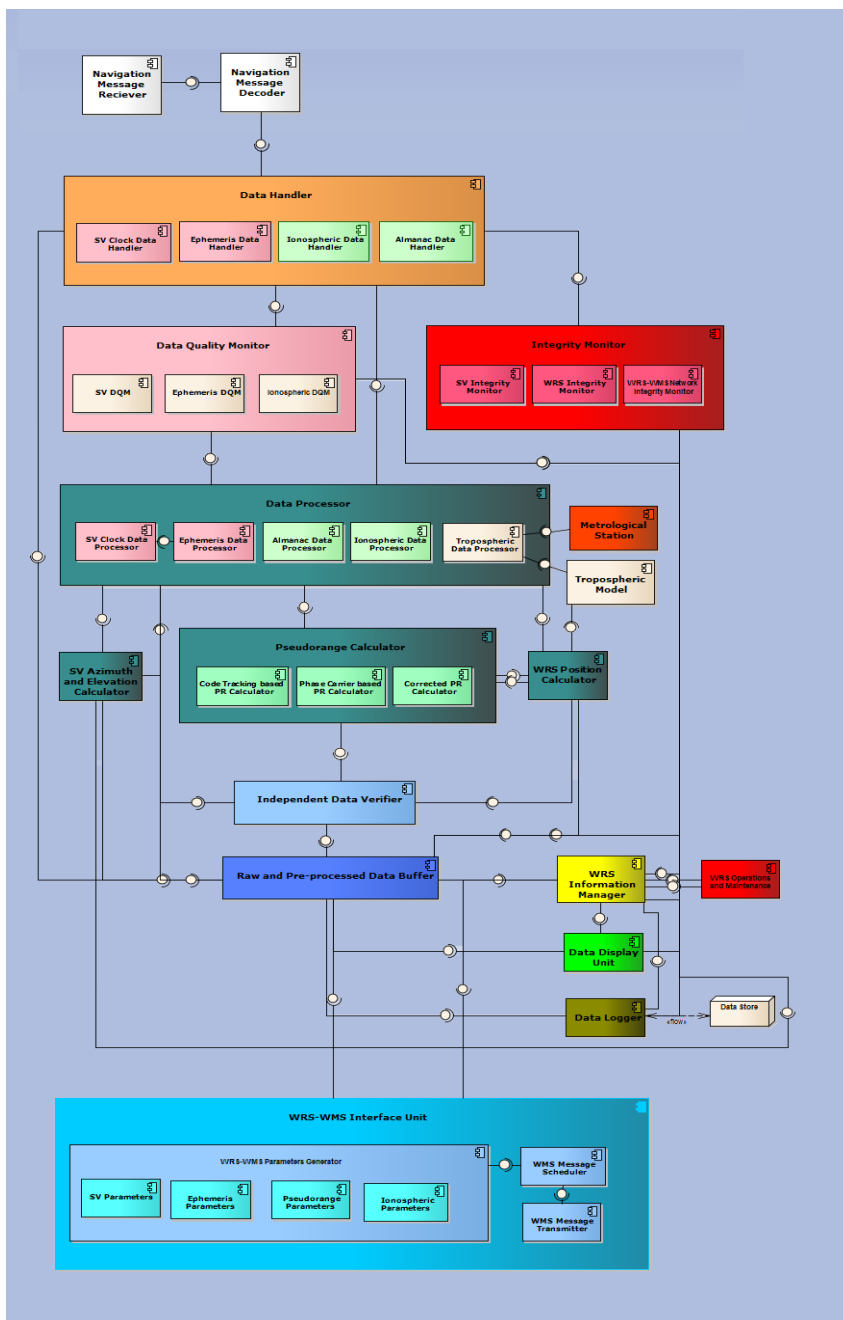 Navigation
Message
Reciever
Navigation
Message
Decoder
Data Handler
SV Clock Data
Handler
Ephemeris Data
Handler
Ionospheric Data
Handler
Almanac Data
Handler
Data Quality Monitor
SV DQM
Ephemeris DQM
Ionospheric DQM
Integrity Monitor
SV Integrity
Monitor
WRS Integrity
Monitor
WRS-WMS Network
Integrity Monitor
Data Processor
SV Clock Data
Processor
Ephemeris Data
Processor
Almanac Data
Processor
Ionospheric Data
Processor
Tropospheric
Data Processor
Metrological
Station
Tropospheric
Model
Pseudorange Calculator
Code Tracking based
PR Calculator
Phase Carrier based
PR Calculator
Corrected PR
Calculator
SV Azimuth
and Elevation
Calculator
WRS Position
Calculator
Independent Data Verifier
Raw and Pre-processed Data Buffer
WRS
Information
Manager
WRS Operations
and Maintenance
Data Display
Unit
Data Logger
«flow»
Data Store
WRS-WMS Interface Unit
WRS-WMS Parameters Generator
SV Parameters
Ephemeris
Parameters
Pseudorange
Parameters
Ionospheric
Parameters
WMS Message
Scheduler
WMS Message
Transmitter